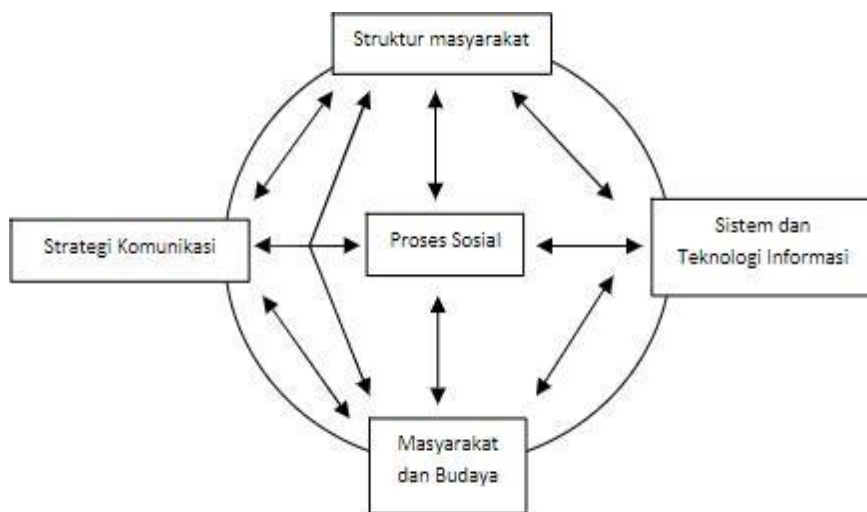 Struktur masyarakat
Strategi Komunikasi
Proses Sosial
Sistem dan
Teknologi Informasi
Masyarakat
dan Budaya